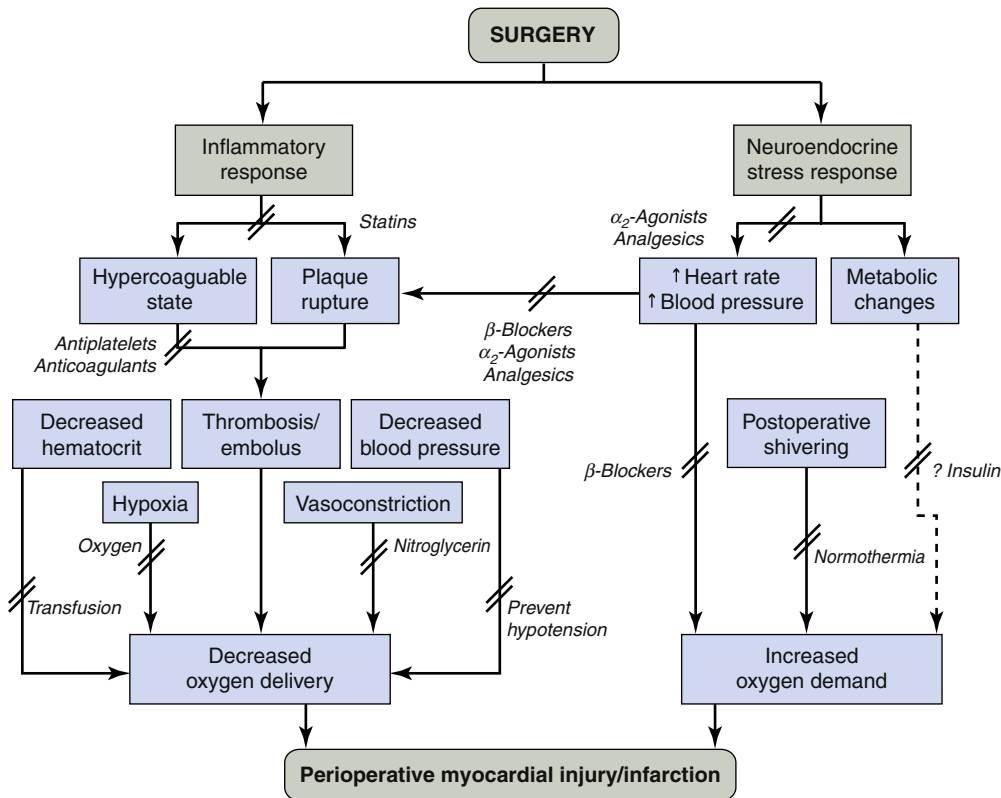 SURGERY
Inflammatory
response
Neuroendocrine
stress response
Statins
α₂-Agonists
Analgesics
Hypercoaguable
state
Plaque
rupture
↑ Heart rate
↑ Blood pressure
Metabolic
changes
Antiplatelets
Anticoagulants
β-Blockers
α₂-Agonists
Analgesics
Decreased
hematocrit
Thrombosis/
embolus
Decreased
blood pressure
Postoperative
shivering
β-Blockers
? Insulin
Hypoxia
Vasoconstriction
Oxygen
Nitroglycerin
Normothermia
Transfusion
Prevent
hypotension
Decreased
oxygen delivery
Increased
oxygen demand
Perioperative myocardial injury/infarction